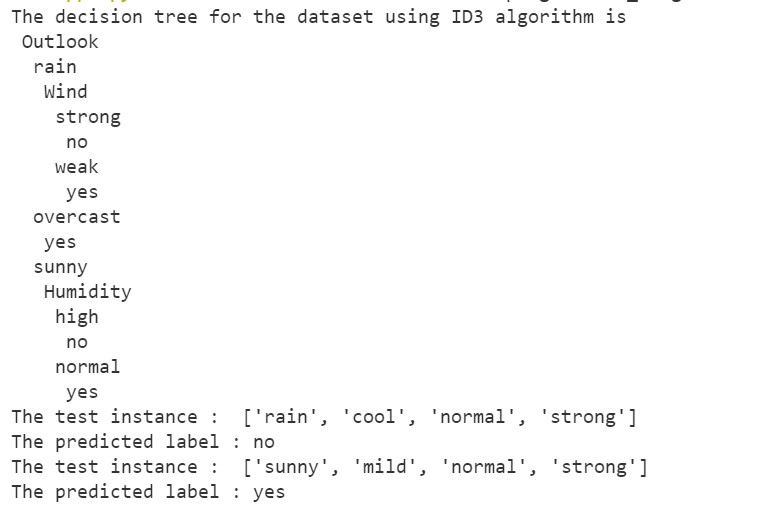 The decision tree for the dataset using ID3 algorithm is
Outlook
rain
Wind
strong
no
weak
yes
overcast
yes
sunny
Humidity
high
no
normal
yes
The test instance :  ['rain', 'cool', 'normal', 'strong']
The predicted label : no
The test instance :  ['sunny', 'mild', 'normal', 'strong']
The predicted label : yes